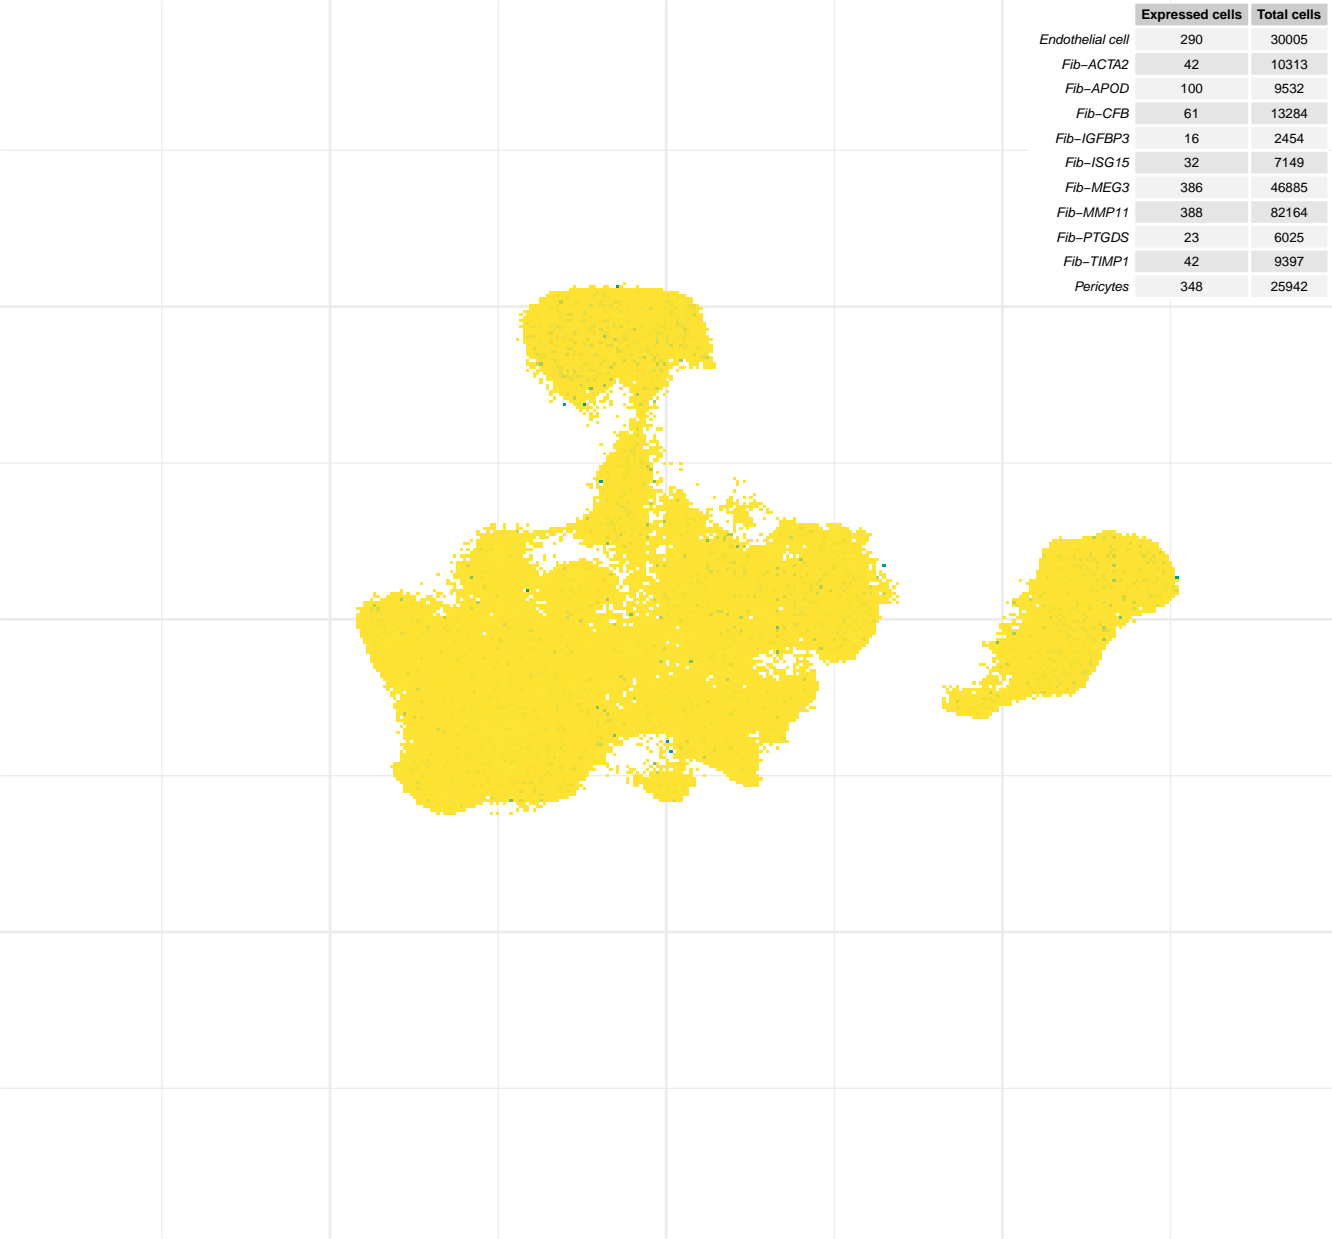 Expressed cells Total cells
Endothelial cell 290 30005
Fib−ACTA2 42 10313
Fib−APOD 100 9532
Fib−CFB 61 13284
Fib−IGFBP3 16 2454
Fib−ISG15 32 7149
Fib−MEG3 386 46885
Fib−MMP11 388 82164
Fib−PTGDS 23 6025
Fib−TIMP1 42 9397
Pericytes 348 25942